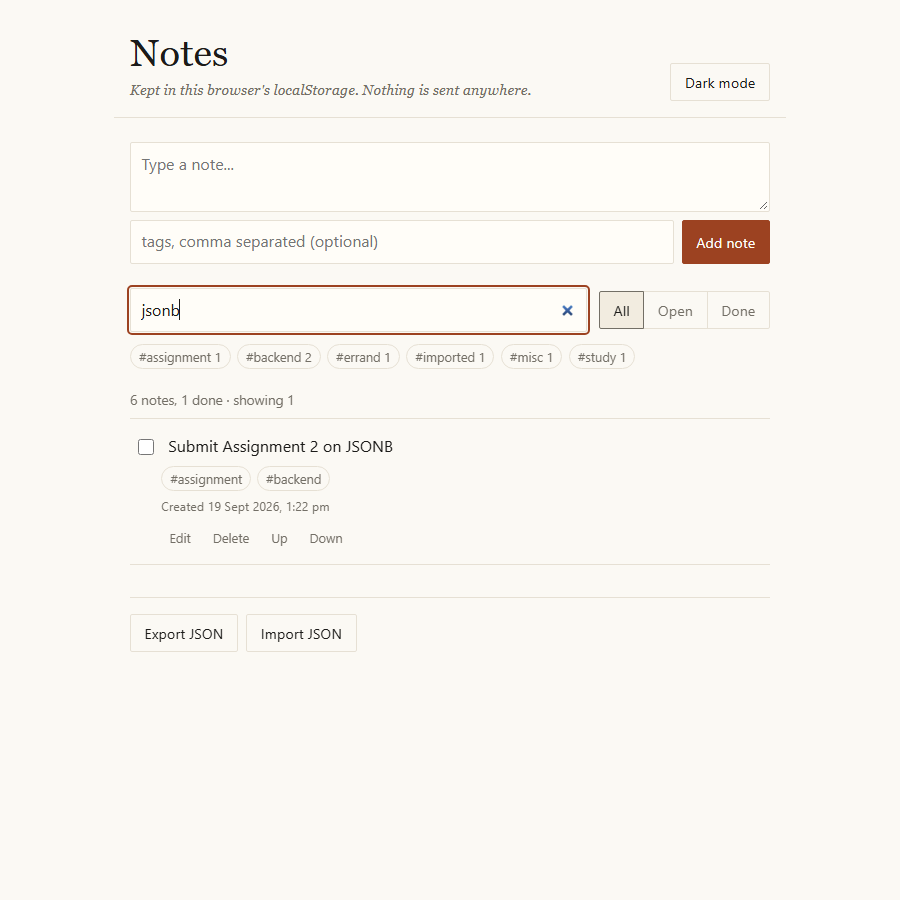 Notes
Kept in this browser's localStorage. Nothing is sent anywhere.
Dark mode
Type a note...
tags, comma separated (optional)
Add note
jsonb
All Open Done
#assignment 1 #backend 2 #errand 1 #imported 1 #misc 1 #study 1
6 notes, 1 done · showing 1
Submit Assignment 2 on JSONB
#assignment #backend
Created 19 Sept 2026, 1:22 pm
Edit Delete Up Down
Export JSON Import JSON